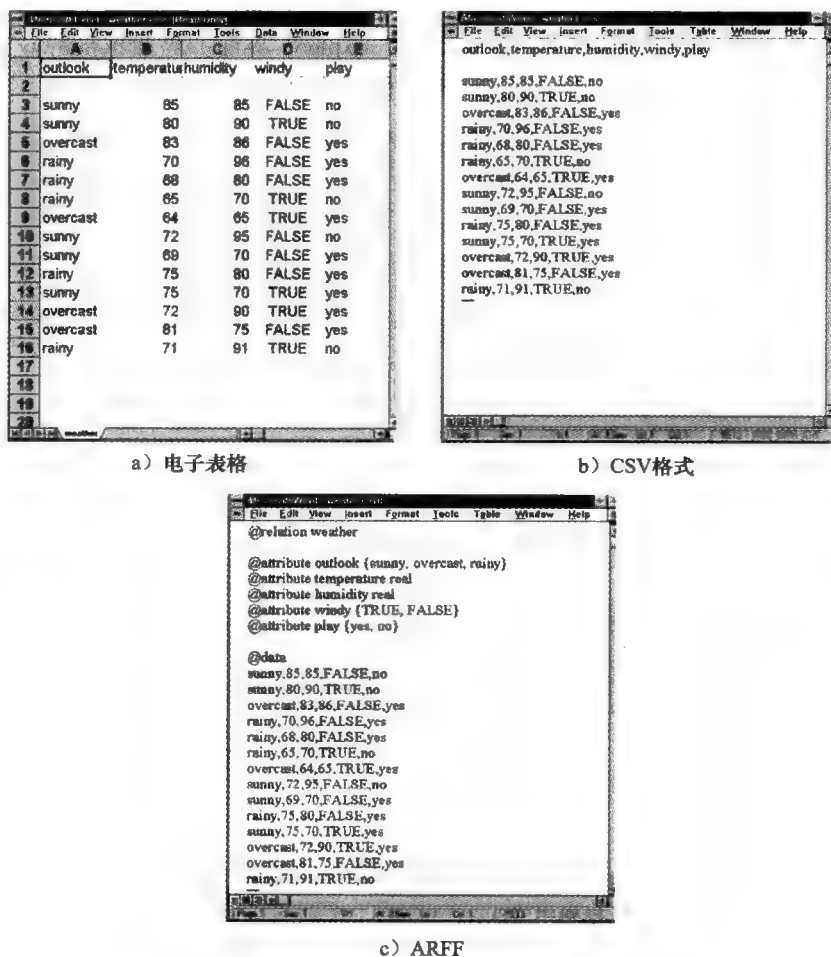 File Edit View Insert Format Tools Data Window Help
A B C D E
1 outlook temperatur humidity windy play
2
3 sunny 85 85 FALSE no
4 sunny 80 90 TRUE no
5 overcast 83 86 FALSE yes
6 rainy 70 96 FALSE yes
7 rainy 68 80 FALSE yes
8 rainy 65 70 TRUE no
9 overcast 64 65 TRUE yes
10 sunny 72 95 FALSE no
11 sunny 69 70 FALSE yes
12 rainy 75 80 FALSE yes
13 sunny 75 70 TRUE yes
14 overcast 72 90 TRUE yes
15 overcast 81 75 FALSE yes
16 rainy 71 91 TRUE no
17
18
19
20
weather
a）电子表格
File Edit View Insert Format Tools Table Window Help
outlook,temperature,humidity,windy,play
sunny,85,85,FALSE,no
sunny,80,90,TRUE,no
overcast,83,86,FALSE,yes
rainy,70,96,FALSE,yes
rainy,68,80,FALSE,yes
rainy,65,70,TRUE,no
overcast,64,65,TRUE,yes
sunny,72,95,FALSE,no
sunny,69,70,FALSE,yes
rainy,75,80,FALSE,yes
sunny,75,70,TRUE,yes
overcast,72,90,TRUE,yes
overcast,81,75,FALSE,yes
rainy,71,91,TRUE,no
b）CSV格式
File Edit View Insert Format Tools Table Window Help
@relation weather
@attribute outlook {sunny, overcast, rainy}
@attribute temperature real
@attribute humidity real
@attribute windy {TRUE, FALSE}
@attribute play {yes, no}
@data
sunny,85,85,FALSE,no
sunny,80,90,TRUE,no
overcast,83,86,FALSE,yes
rainy,70,96,FALSE,yes
rainy,68,80,FALSE,yes
rainy,65,70,TRUE,no
overcast,64,65,TRUE,yes
sunny,72,95,FALSE,no
sunny,69,70,FALSE,yes
rainy,75,80,FALSE,yes
sunny,75,70,TRUE,yes
overcast,72,90,TRUE,yes
overcast,81,75,FALSE,yes
rainy,71,91,TRUE,no
c）ARFF